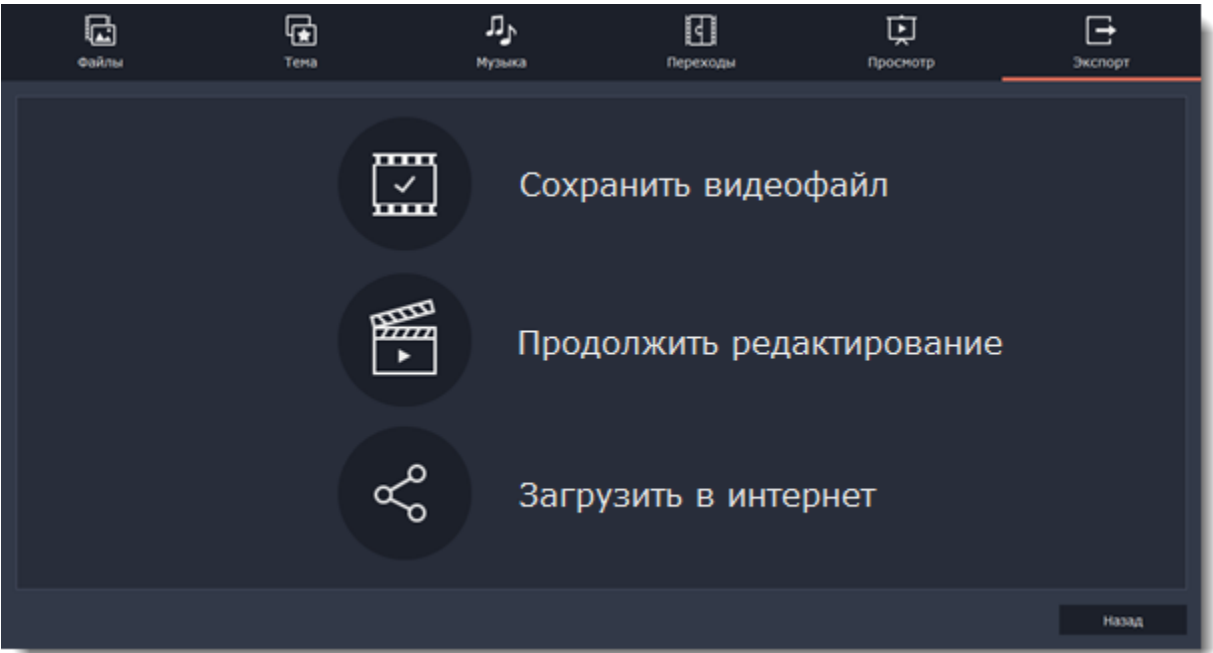 Файлы
Тема
Музыка
Переходы
Просмотр
Экспорт
Сохранить видеофайл
Продолжить редактирование
Загрузить в интернет
Назад